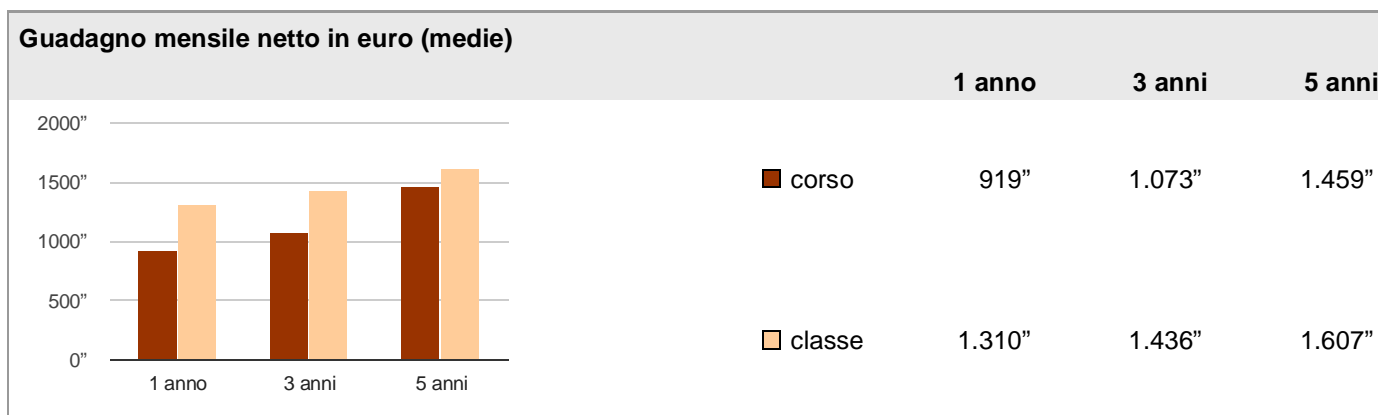 Guadagno mensile netto in euro (medie)
1 anno 3 anni 5 anni
2000”
1500”
1000”
500”
0”
1 anno 3 anni 5 anni
corso 919” 1.073” 1.459”
classe 1.310” 1.436” 1.607”